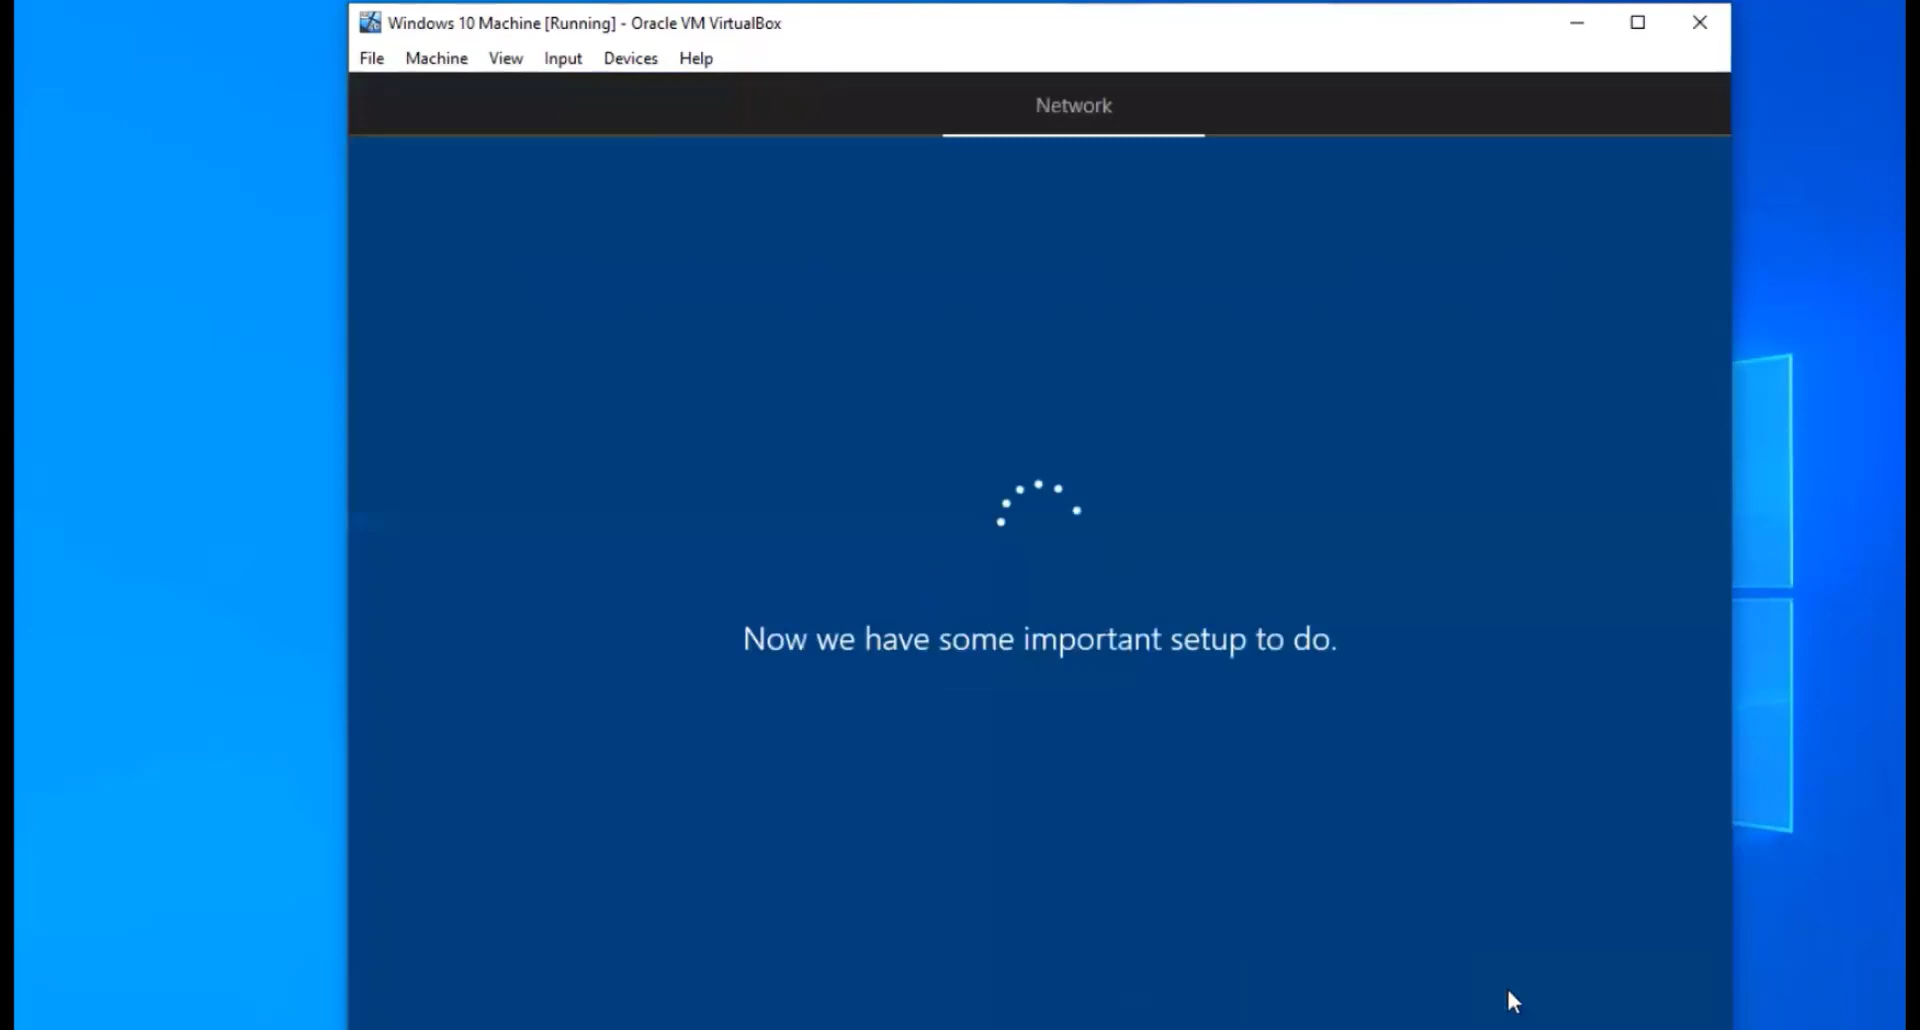 Windows 10 Machine [Running] - Oracle VM VirtualBox
File Machine View Input Devices Help
Network
Now we have some important setup to do.